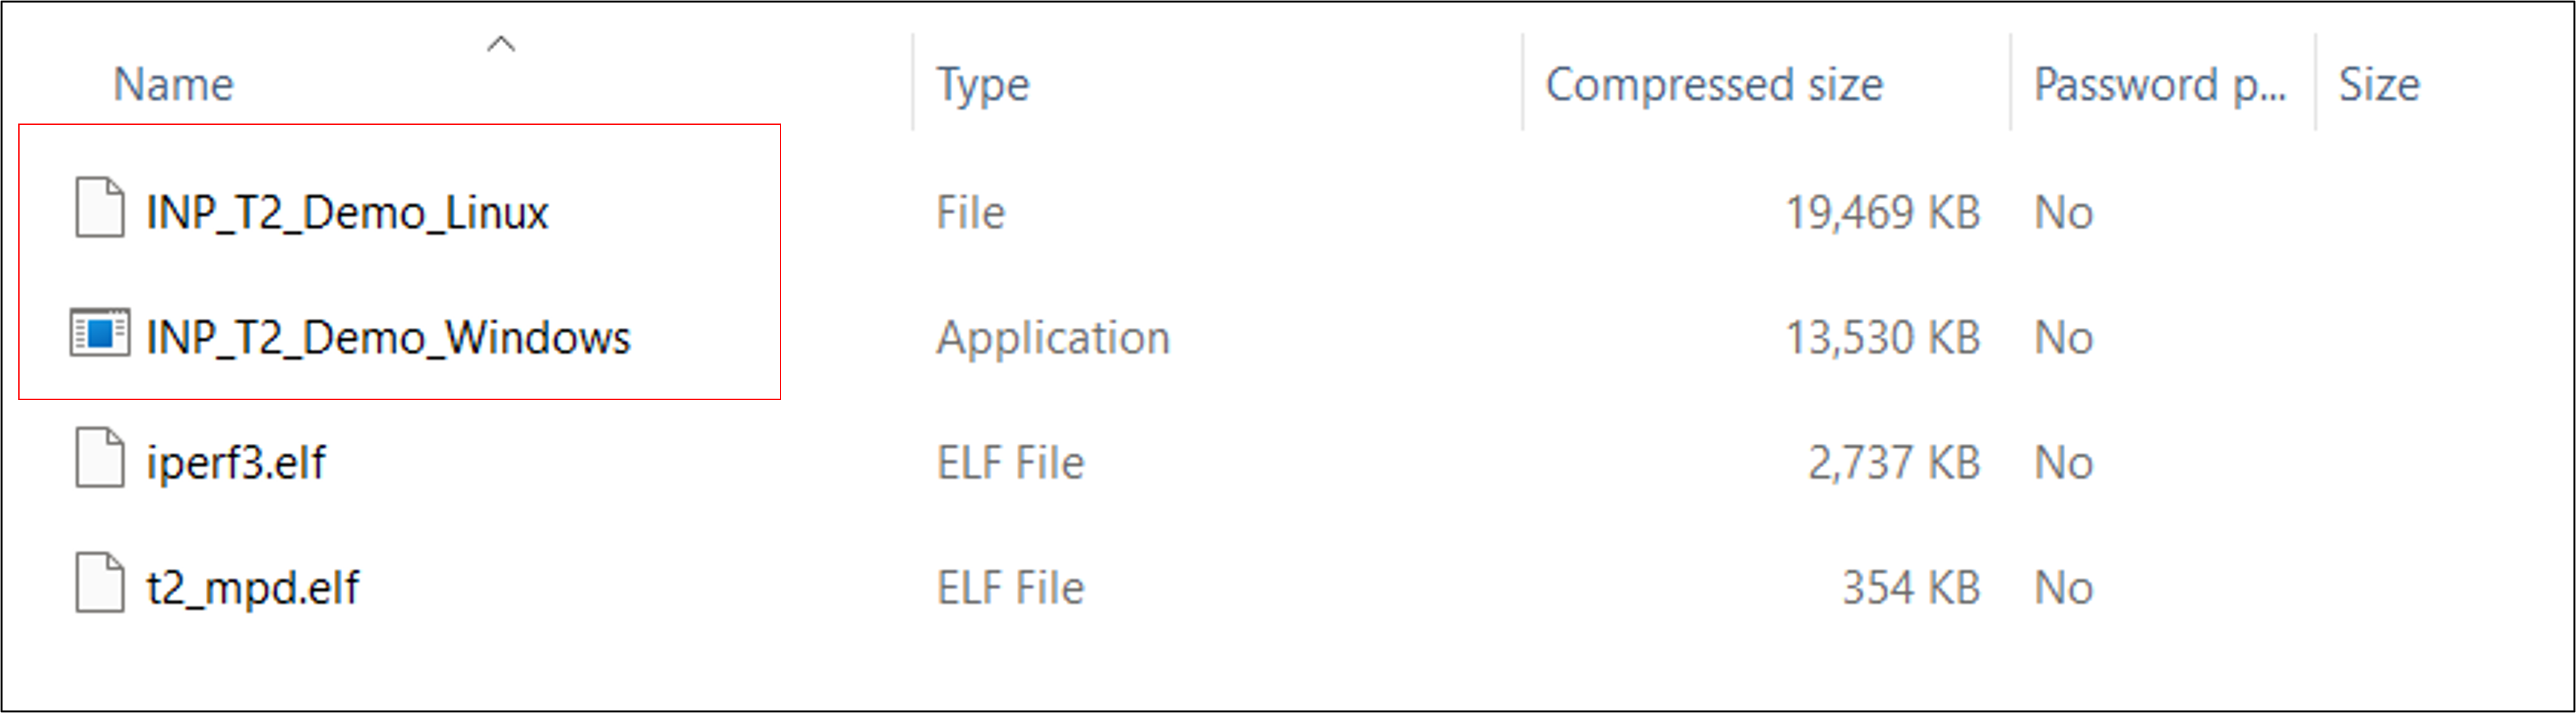 Name Type Compressed size Password p... Size
INP_T2_Demo_Linux File 19,469 KB No
INP_T2_Demo_Windows Application 13,530 KB No
iperf3.elf ELF File 2,737 KB No
t2_mpd.elf ELF File 354 KB No